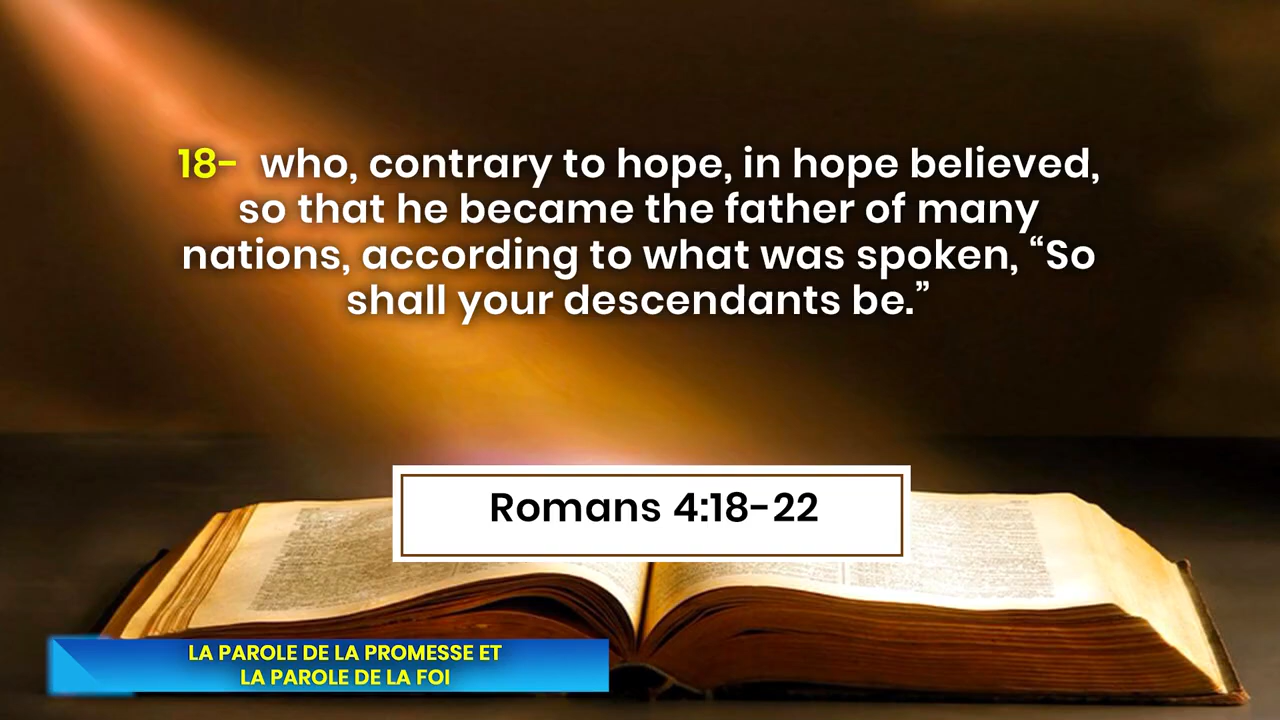 18- who, contrary to hope, in hope believed,
so that he became the father of many
nations, according to what was spoken, “So
shall your descendants be.”
Romans 4:18-22
LA PAROLE DE LA PROMESSE ET
LA PAROLE DE LA FOI